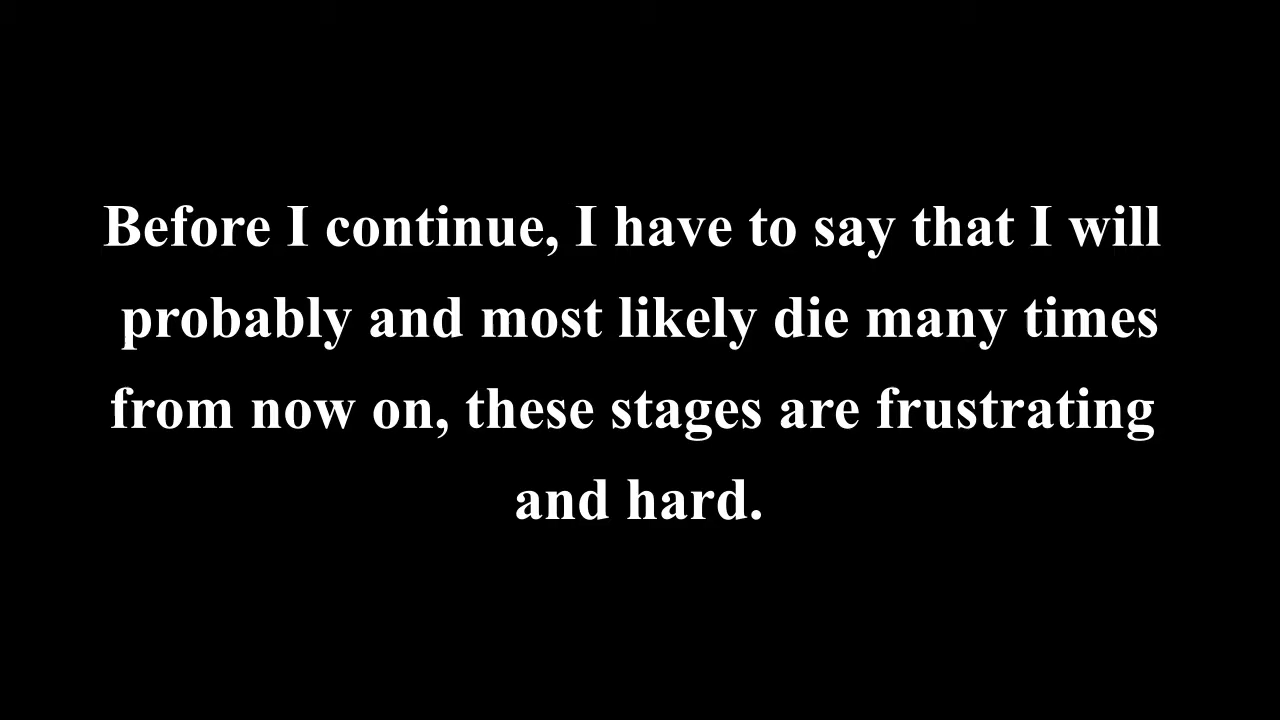 Before I continue, I have to say that I will
probably and most likely die many times
from now on, these stages are frustrating
and hard.